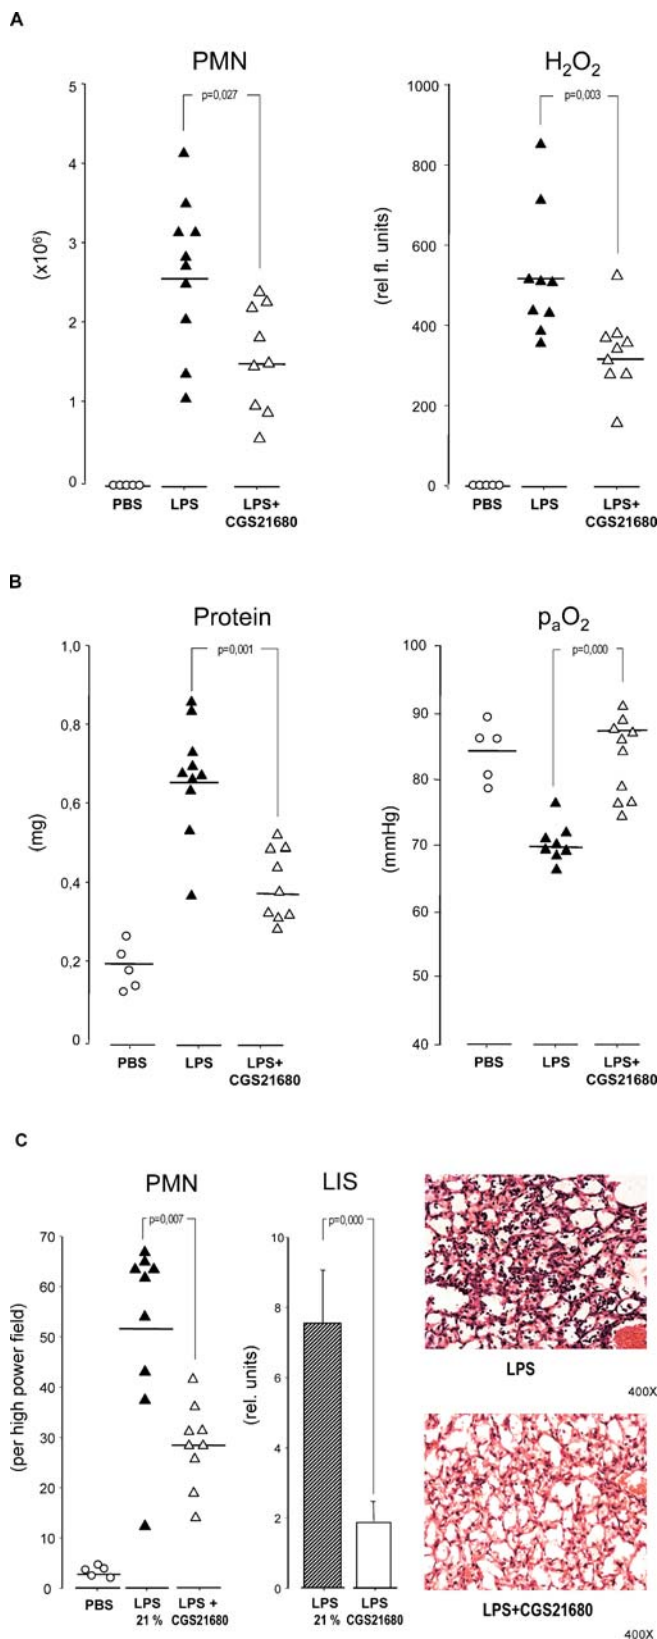 A
PMN
H₂O₂
5
4
3
2
1
0
(x10⁶)
p=0,027
PBS
LPS
LPS+
CGS21680
1000
800
600
400
200
0
(rel fl. units)
p=0,003
PBS
LPS
LPS+
CGS21680
B
Protein
pₐO₂
1,0
0,8
0,6
0,4
0,2
0
(mg)
p=0,001
PBS
LPS
LPS+
CGS21680
100
90
80
70
60
50
40
(mmHg)
p=0,000
PBS
LPS
LPS+
CGS21680
C
PMN
LIS
70
60
50
40
30
20
10
0
(per high power field)
p=0,007
PBS
LPS
21 %
LPS +
CGS21680
10
8
6
4
2
0
(rel. units)
p=0,000
LPS
21 %
LPS
CGS21680
LPS
400X
LPS+CGS21680
400X